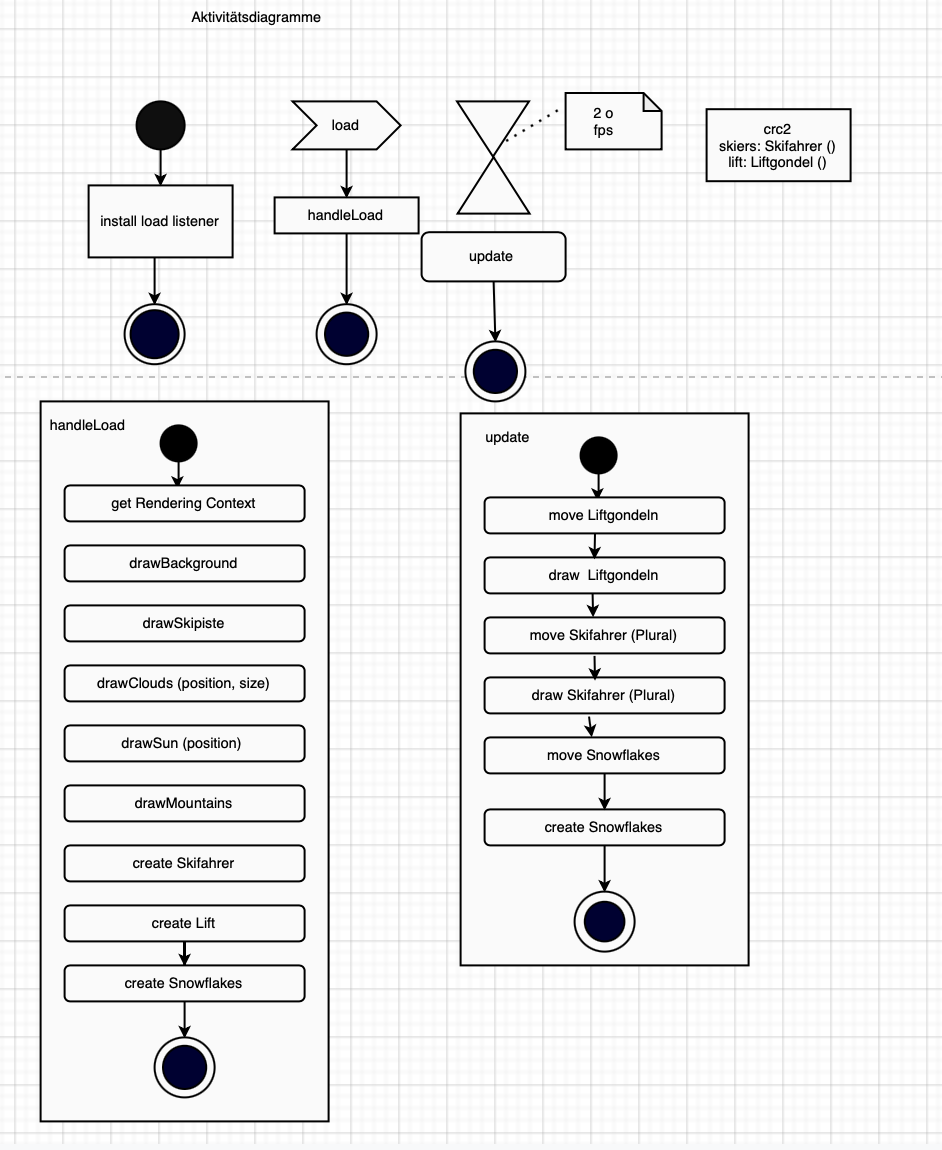 Aktivitätsdiagramme
install load listener
load
handleLoad
2 o
fps
update
crc2
skiers: Skifahrer ()
lift: Liftgondel ()
handleLoad
get Rendering Context
drawBackground
drawSkipiste
drawClouds (position, size)
drawSun (position)
drawMountains
create Skifahrer
create Lift
create Snowflakes
update
move Liftgondeln
draw  Liftgondeln
move Skifahrer (Plural)
draw Skifahrer (Plural)
move Snowflakes
create Snowflakes